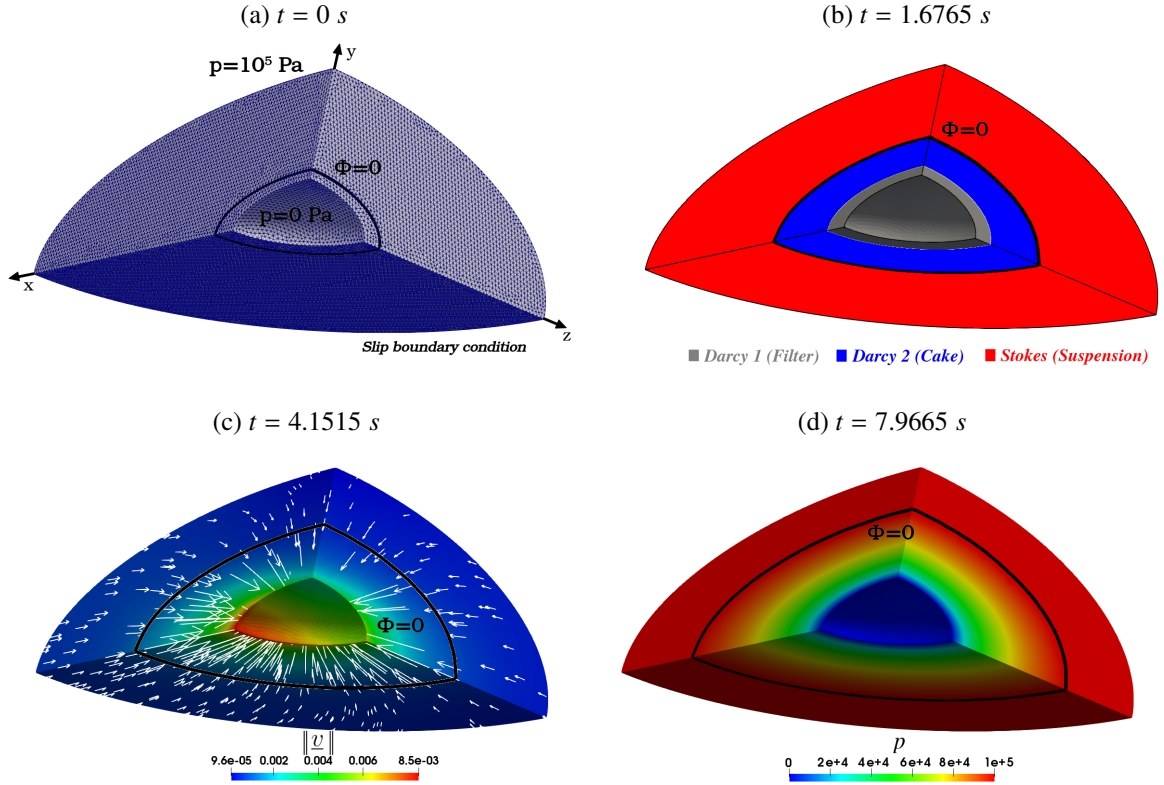 (a) t = 0 s
(b) t = 1.6765 s
p=10⁵ Pa
y
Φ=0
p=0 Pa
x
z
Slip boundary condition
Φ=0
Darcy 1 (Filter) Darcy 2 (Cake) Stokes (Suspension)
(c) t = 4.1515 s
(d) t = 7.9665 s
Φ=0
Φ=0
‖v‖
9.6e-05 0.002 0.004 0.006 8.5e-03
p
0 2e+4 4e+4 6e+4 8e+4 1e+5